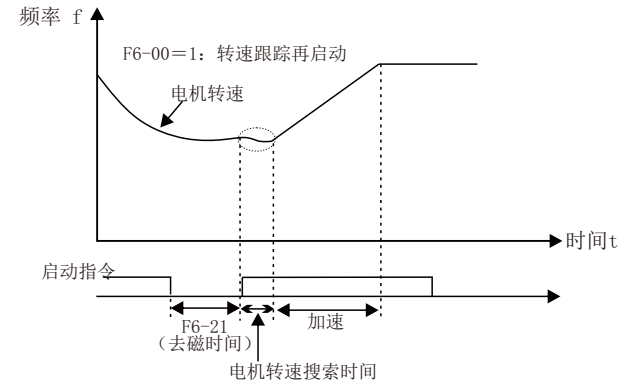 频率 f
F6-00＝1：转速跟踪再启动
电机转速
时间t
启动指令
F6-21
（去磁时间）
加速
电机转速搜索时间